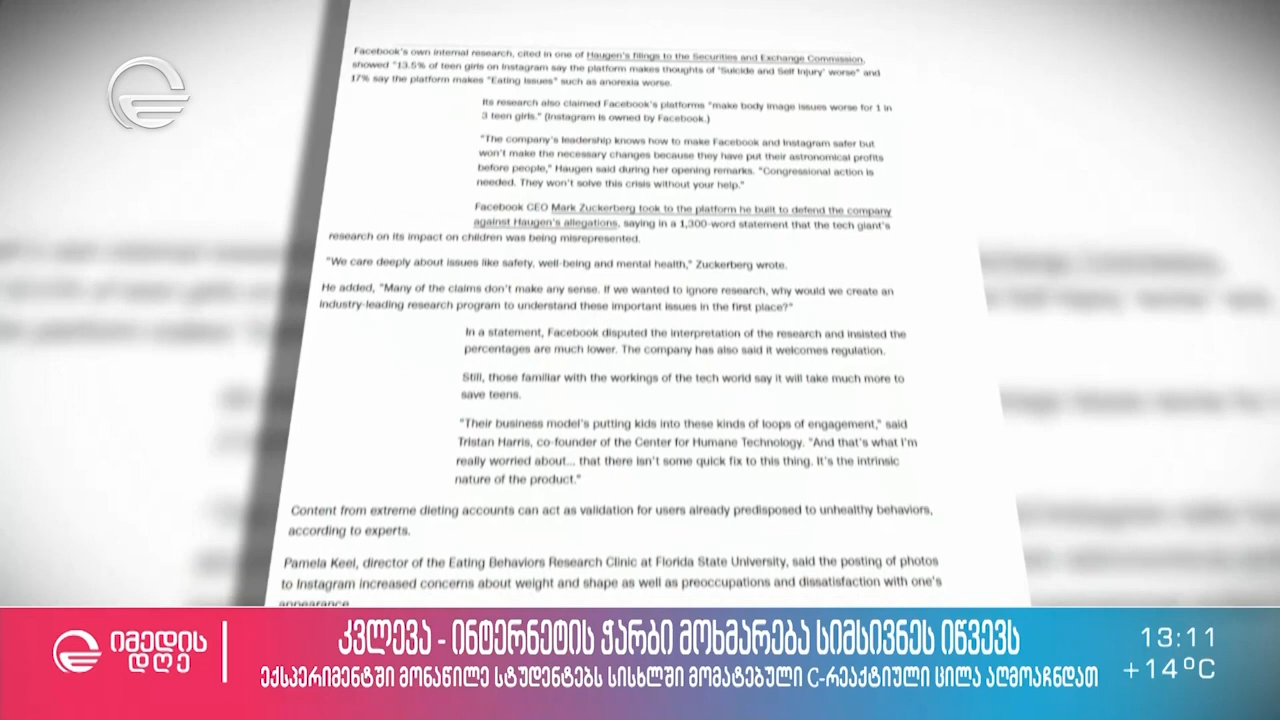 Facebook's own internal research, cited in one of Haugen's filings to the Securities and Exchange Commission,
showed "13.5% of teen girls on Instagram say the platform makes thoughts of 'Suicide and Self Injury' worse" and
17% say the platform makes "Eating Issues" such as anorexia worse.
Its research also claimed Facebook's platforms "make body image issues worse for 1 in
3 teen girls." (Instagram is owned by Facebook.)
"The company's leadership knows how to make Facebook and Instagram safer but
won't make the necessary changes because they have put their astronomical profits
before people," Haugen said during her opening remarks. "Congressional action is
needed. They won't solve this crisis without your help."
Facebook CEO Mark Zuckerberg took to the platform he built to defend the company
against Haugen's allegations, saying in a 1,300-word statement that the tech giant's
research on its impact on children was being misrepresented.
"We care deeply about issues like safety, well-being and mental health," Zuckerberg wrote.
He added, "Many of the claims don't make any sense. If we wanted to ignore research, why would we create an
industry-leading research program to understand these important issues in the first place?"
In a statement, Facebook disputed the interpretation of the research and insisted the
percentages are much lower. The company has also said it welcomes regulation.
Still, those familiar with the workings of the tech world say it will take much more to
save teens.
"Their business model's putting kids into these kinds of loops of engagement," said
Tristan Harris, co-founder of the Center for Humane Technology. "And that's what I'm
really worried about... that there isn't some quick fix to this thing. It's the intrinsic
nature of the product."
Content from extreme dieting accounts can act as validation for users already predisposed to unhealthy behaviors,
according to experts.
Pamela Keel, director of the Eating Behaviors Research Clinic at Florida State University, said the posting of photos
to Instagram increased concerns about weight and shape as well as preoccupations and dissatisfaction with one's
appearance
იმედის
დღე
კვლევა - ინტერნეტის ჭარბი მოხმარება სიმსივნეს იწვევს
ექსპერიმენტში მონაწილე სტუდენტებს სისხლში მომატებული C-რეაქტიული ცილა აღმოაჩნდათ
13:11
+14°C